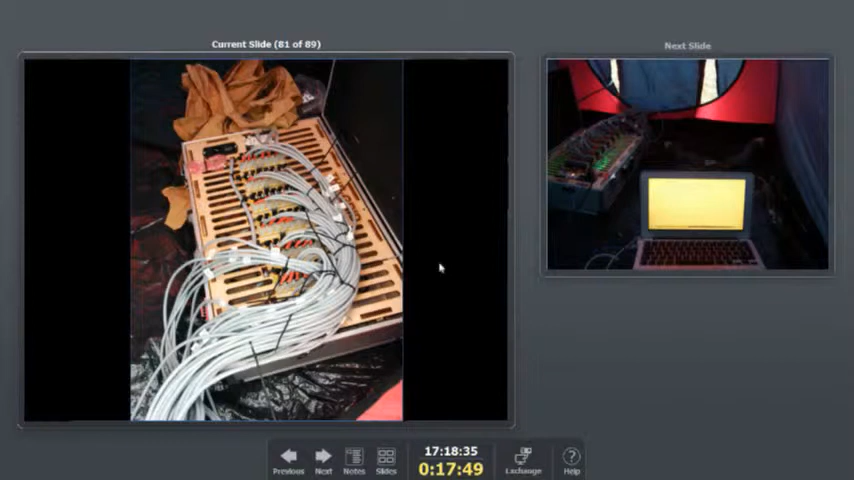 Current Slide (81 of 89)
Next Slide
17:18:35
0:17:49
Previous
Next
Notes
Slides
Exchange
Help